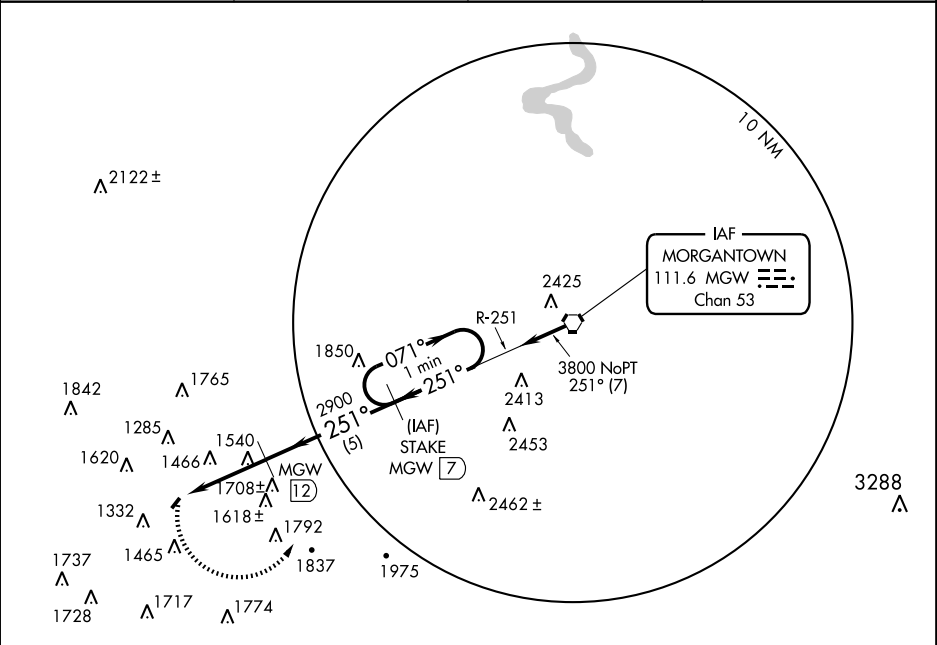 10 NM
2122±
IAF
MORGANTOWN
111.6 MGW
Chan 53
2425
R-251
1850
071°
1 min
251°
3800 NoPT
251° (7)
2413
2453
1842
1765
2900
251°
(5)
(IAF)
STAKE
MGW 7
1285
1540
1620
1466
MGW
12
1708±
1618±
2462±
3288
1332
1792
1465
1837
1975
1737
1728
1717
1774